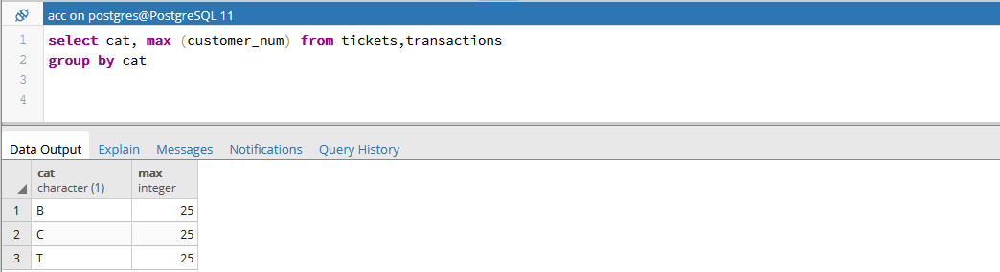 acc on postgres@PostgreSQL 11
1 select cat, max (customer_num) from tickets,transactions
2 group by cat
3
4
Data Output Explain Messages Notifications Query History
cat max
character (1) integer
1 B 25
2 C 25
3 T 25